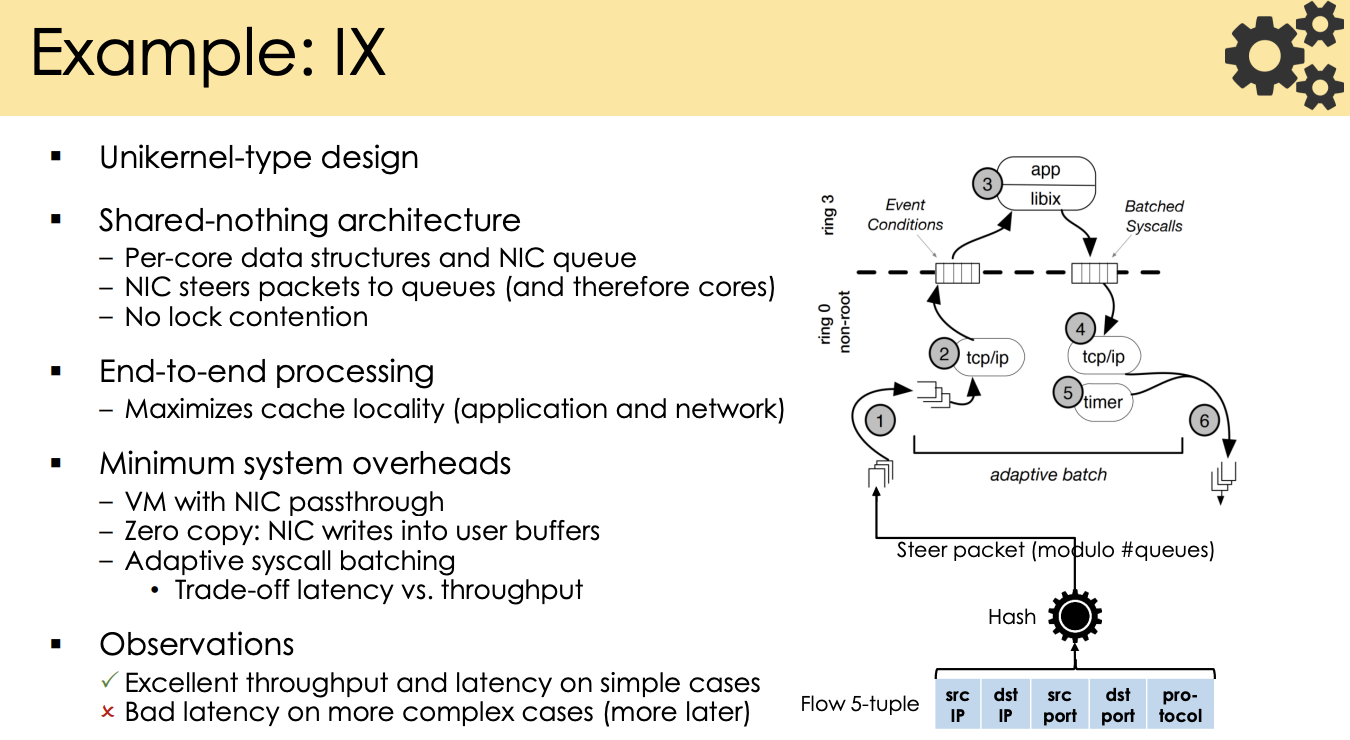 Example: IX
▪ Unikernel-type design
▪ Shared-nothing architecture
– Per-core data structures and NIC queue
– NIC steers packets to queues (and therefore cores)
– No lock contention
▪ End-to-end processing
– Maximizes cache locality (application and network)
▪ Minimum system overheads
– VM with NIC passthrough
– Zero copy: NIC writes into user buffers
– Adaptive syscall batching
• Trade-off latency vs. throughput
▪ Observations
✓ Excellent throughput and latency on simple cases
× Bad latency on more complex cases (more later)
ring 3
3
app
libix
Event
Conditions
Batched
Syscalls
ring 0
non-root
2
tcp/ip
4
tcp/ip
5
timer
1
6
adaptive batch
Steer packet (modulo #queues)
Hash
Flow 5-tuple
src
IP
dst
IP
src
port
dst
port
pro-
tocol